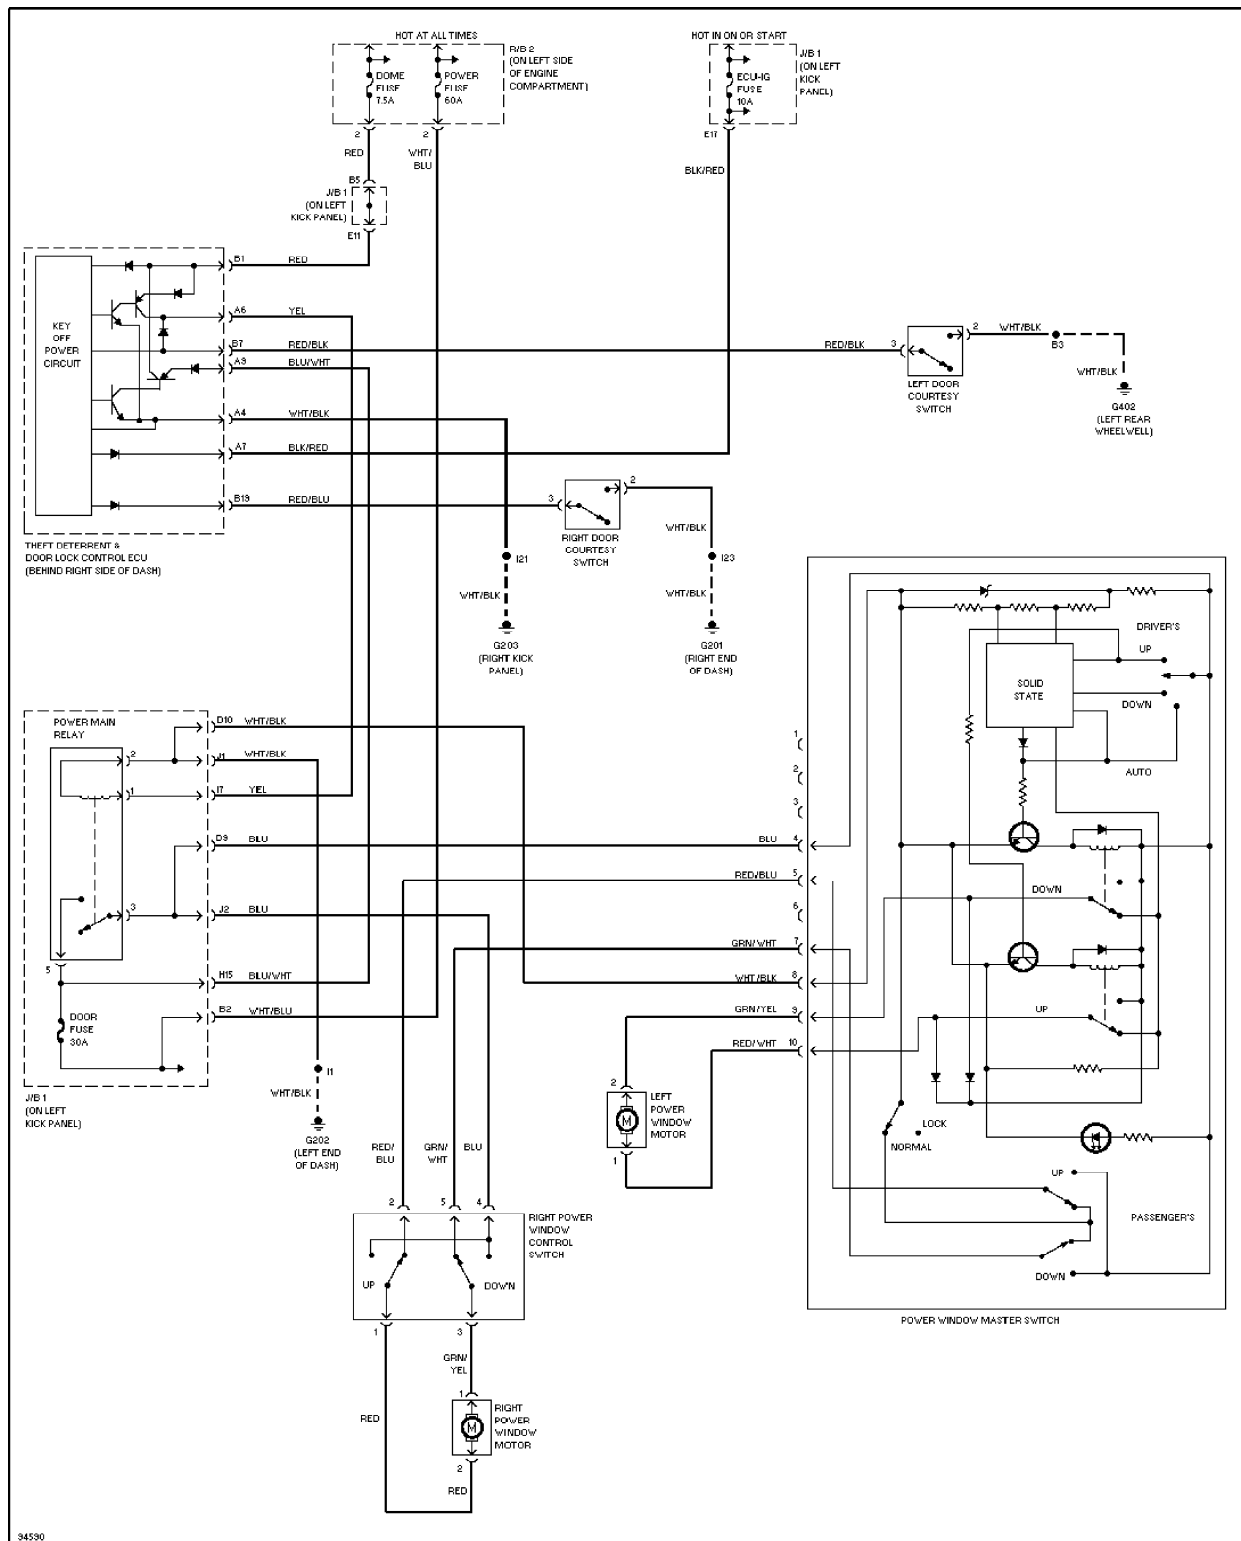 HOT AT ALL TIMES
HOT IN ON OR START
R/B 2
(ON LEFT SIDE
OF ENGINE
COMPARTMENT)
DOME
FUSE
7.5A
POWER
FUSE
60A
ECU-IG
FUSE
10A
J/B 1
(ON LEFT
KICK
PANEL)
2
2
E17
RED
WHT/
BLU
BLK/RED
B5
J/B 1
(ON LEFT
KICK PANEL)
E11
B1
RED
KEY
OFF
POWER
CIRCUIT
A6
YEL
B7
RED/BLK
A9
BLU/WHT
A4
WHT/BLK
A7
BLK/RED
B19
RED/BLU
THEFT DETERRENT &
DOOR LOCK CONTROL ECU
(BEHIND RIGHT SIDE OF DASH)
RED/BLK
3
2
WHT/BLK
B3
LEFT DOOR
COURTESY
SWITCH
WHT/BLK
G402
(LEFT REAR
WHEELWELL)
3
2
RIGHT DOOR
COURTESY
SWITCH
WHT/BLK
I21
I23
WHT/BLK
WHT/BLK
G203
(RIGHT KICK
PANEL)
G201
(RIGHT END
OF DASH)
POWER MAIN
RELAY
D10
WHT/BLK
2
J1
WHT/BLK
1
I7
YEL
D9
BLU
3
J2
BLU
5
H15
BLU/WHT
B2
WHT/BLU
DOOR
FUSE
30A
J/B 1
(ON LEFT
KICK PANEL)
I1
WHT/BLK
G202
(LEFT END
OF DASH)
DRIVER'S
UP
SOLID
STATE
DOWN
AUTO
1
2
3
BLU
4
RED/BLU
5
6
GRN/WHT
7
WHT/BLK
8
GRN/YEL
9
RED/WHT
10
DOWN
UP
2
LEFT
POWER
WINDOW
MOTOR
M
1
LOCK
NORMAL
UP
PASSENGER'S
DOWN
POWER WINDOW MASTER SWITCH
RED/
BLU
GRN/
WHT
BLU
2
5
4
RIGHT POWER
WINDOW
CONTROL
SWITCH
UP
DOWN
1
3
GRN/
YEL
1
RED
RIGHT
POWER
WINDOW
MOTOR
M
2
RED
94590